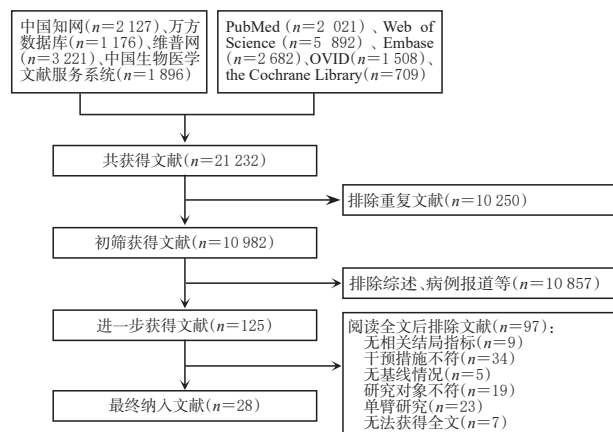 中国知网(n=2 127)、万方
数据库(n=1 176)、维普网
(n=3 221)、中国生物医学
文献服务系统(n=1 896)
PubMed(n=2 021)、Web of
Science(n=5 892)、Embase
(n=2 682)、OVID(n=1 508)、
the Cochrane Library(n=709)
共获得文献(n=21 232)
排除重复文献(n=10 250)
初筛获得文献(n=10 982)
排除综述、病例报道等(n=10 857)
进一步获得文献(n=125)
阅读全文后排除文献(n=97)：
无相关结局指标(n=9)
干预措施不符(n=34)
无基线情况(n=5)
研究对象不符(n=19)
单臂研究(n=23)
无法获得全文(n=7)
最终纳入文献(n=28)